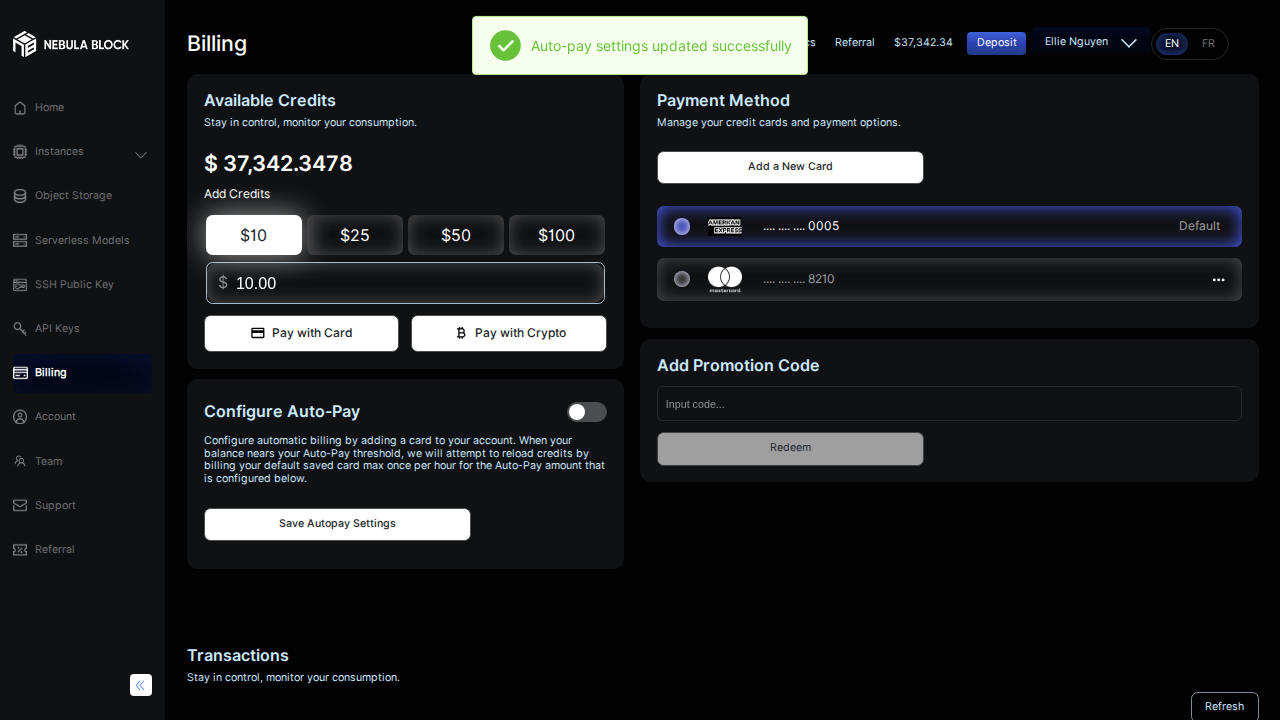 NEBULA BLOCK
Home
Instances
Object Storage
Serverless Models
SSH Public Key
API Keys
Billing
Account
Team
Support
Referral
Billing
Auto-pay settings updated successfully
Referral
$37,342.34
Deposit
Ellie Nguyen
EN
FR
Available Credits
Stay in control, monitor your consumption.
$ 37,342.3478
Add Credits
$10
$25
$50
$100
$ 10.00
Pay with Card
Pay with Crypto
Configure Auto-Pay
Configure automatic billing by adding a card to your account. When your
balance nears your Auto-Pay threshold, we will attempt to reload credits by
billing your default saved card max once per hour for the Auto-Pay amount that
is configured below.
Save Autopay Settings
Payment Method
Manage your credit cards and payment options.
Add a New Card
AMERICAN
EXPRESS
.... .... .... 0005
Default
mastercard
.... .... .... 8210
Add Promotion Code
Input code...
Redeem
Transactions
Stay in control, monitor your consumption.
Refresh